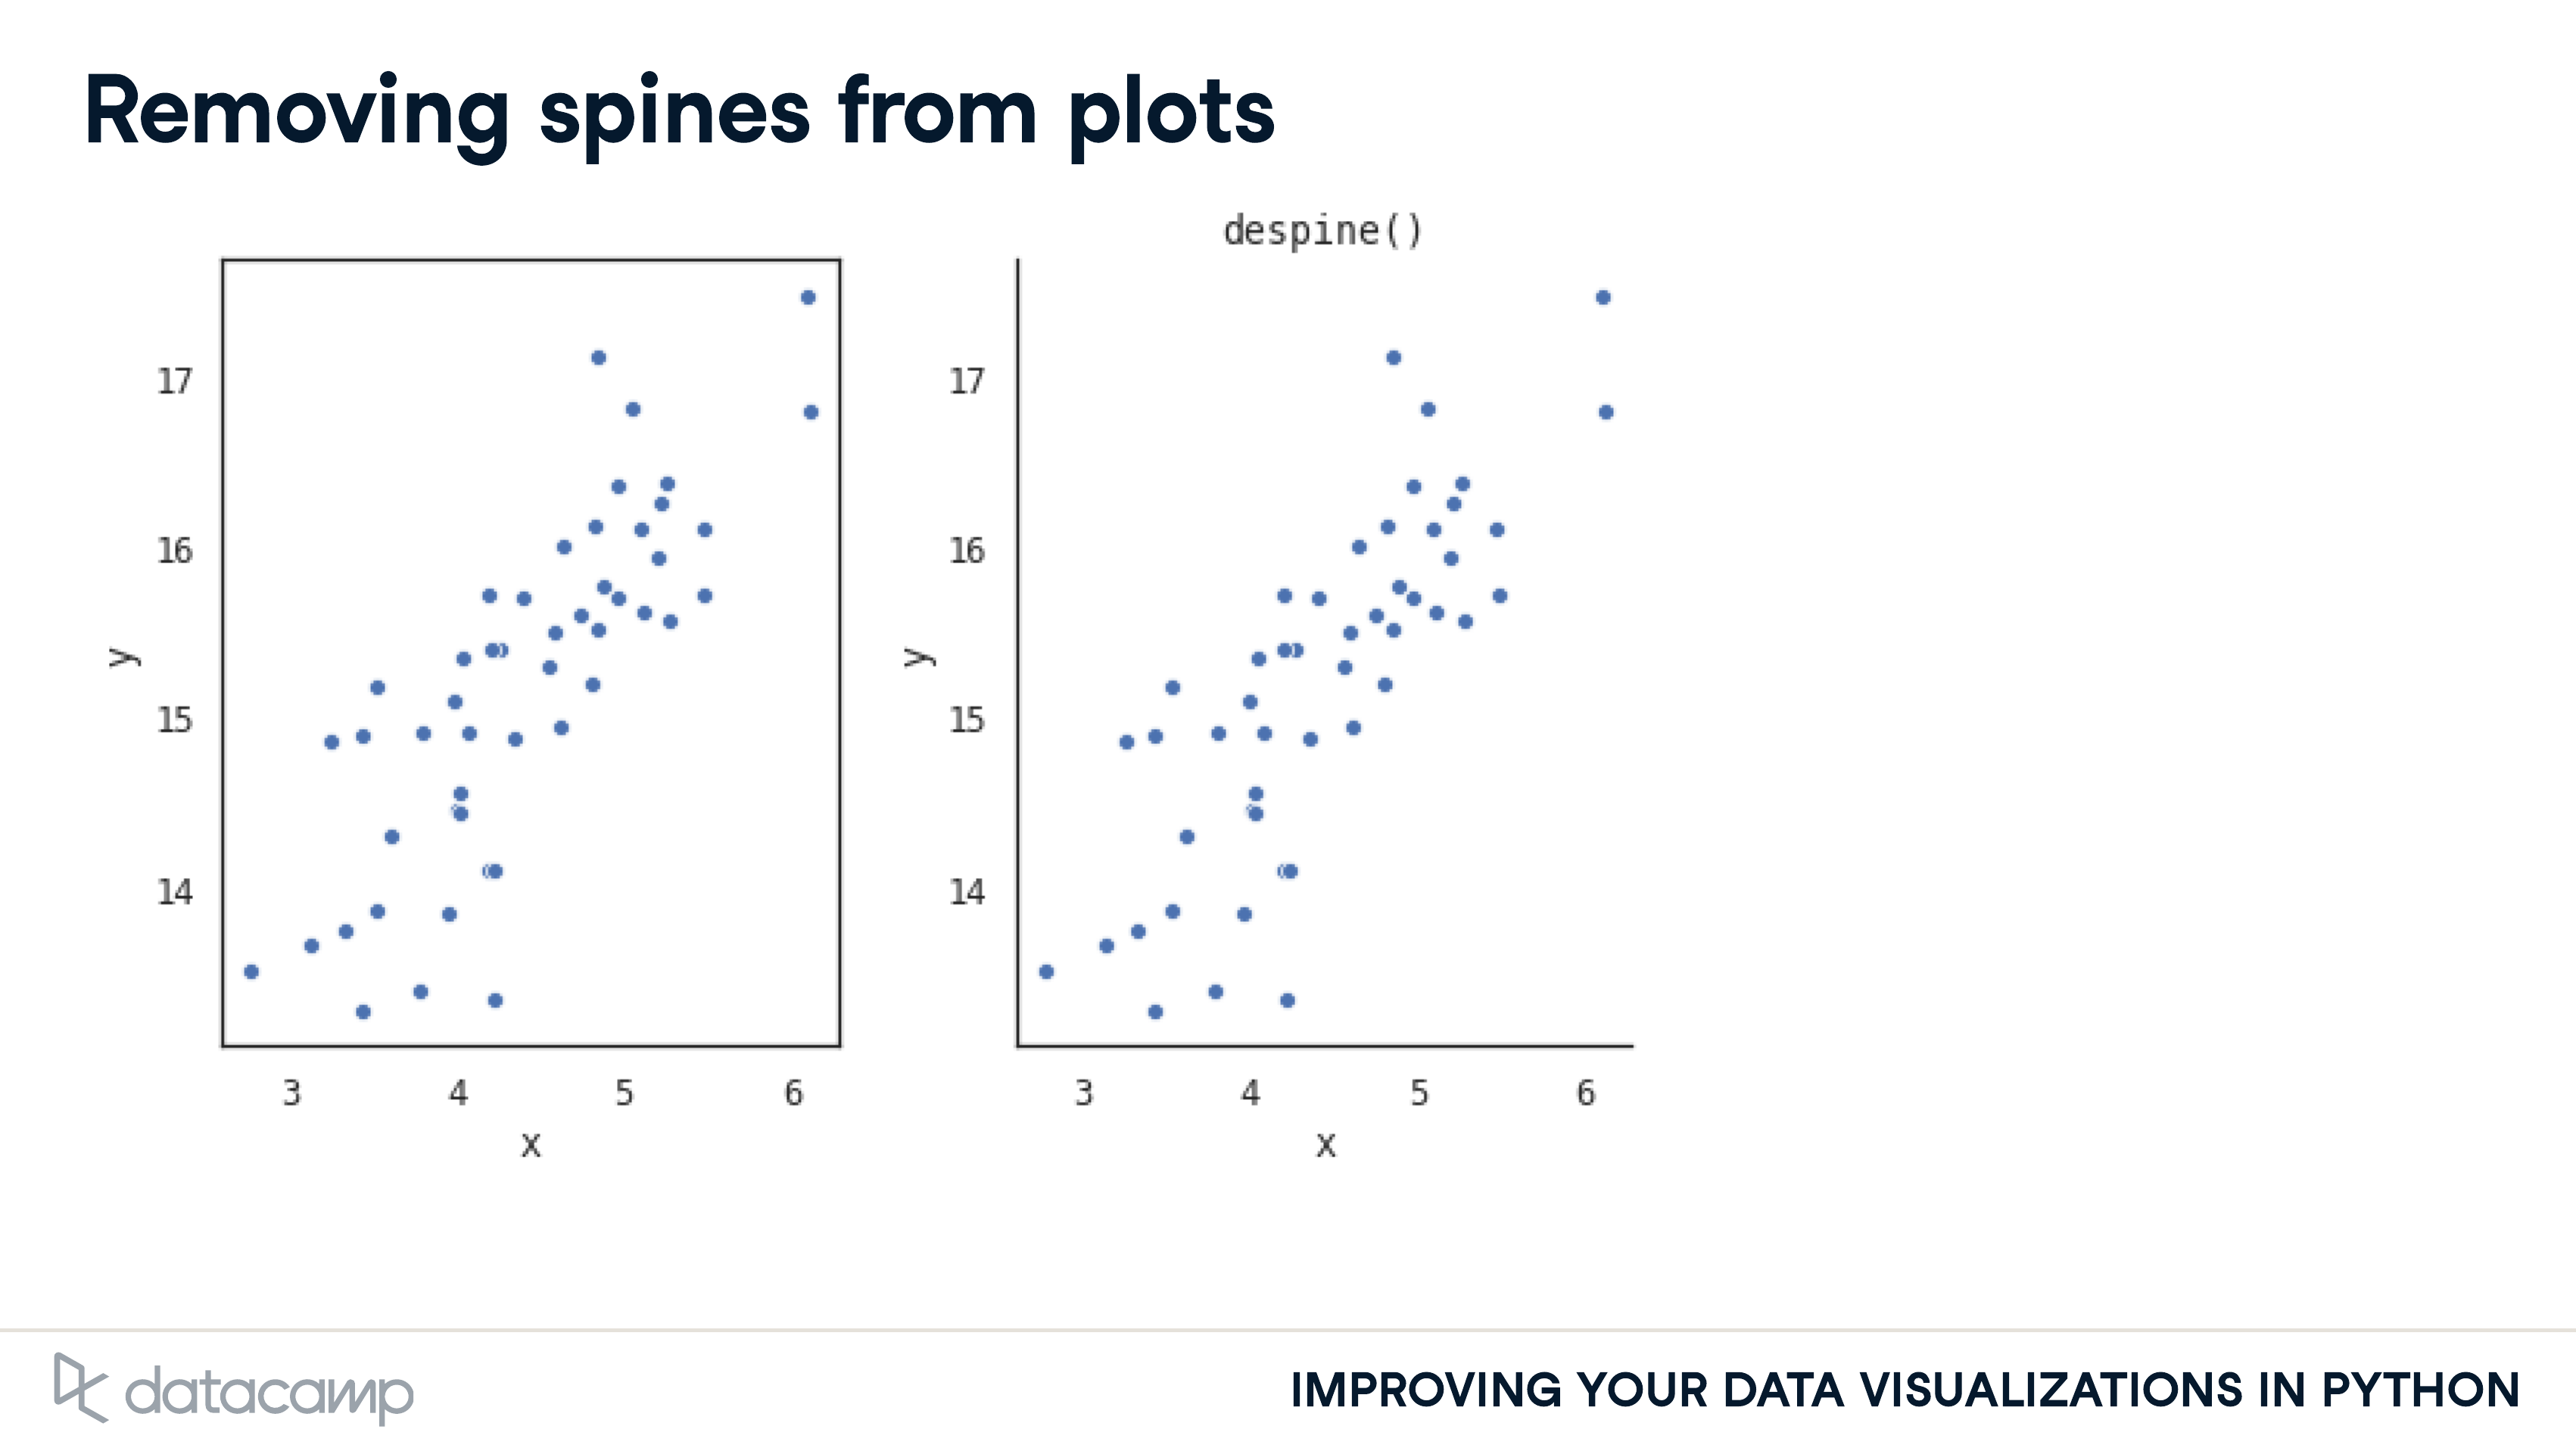 Removing spines from plots
despine()
17
16
15
14
y
3 4 5 6
x
17
16
15
14
y
3 4 5 6
x
datacamp
IMPROVING YOUR DATA VISUALIZATIONS IN PYTHON